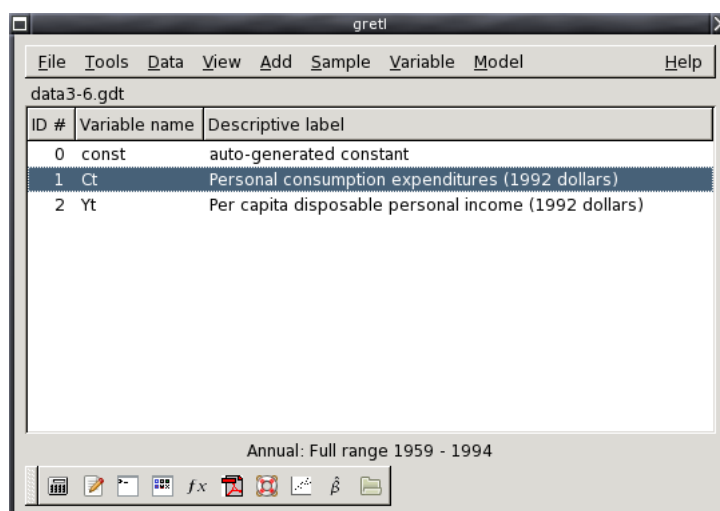 gretl
File Tools Data View Add Sample Variable Model Help
data3-6.gdt
ID # Variable name Descriptive label
0 const auto-generated constant
1 Ct Personal consumption expenditures (1992 dollars)
2 Yt Per capita disposable personal income (1992 dollars)
Annual: Full range 1959 - 1994
fx β̂